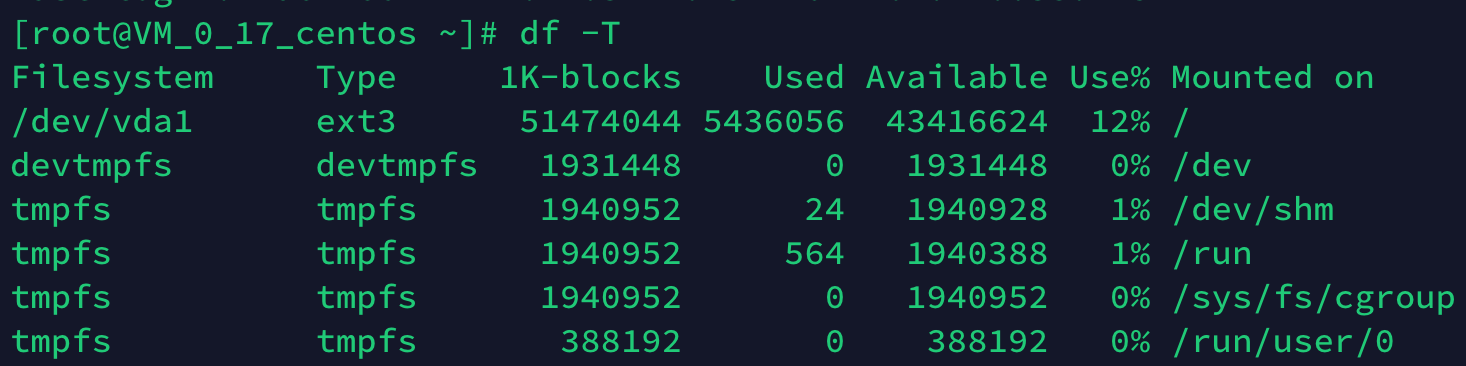 [root@VM_0_17_centos ~]# df -T
Filesystem     Type     1K-blocks    Used Available Use% Mounted on
/dev/vda1      ext3      51474044 5436056  43416624  12% /
devtmpfs       devtmpfs   1931448       0   1931448   0% /dev
tmpfs          tmpfs      1940952      24   1940928   1% /dev/shm
tmpfs          tmpfs      1940952     564   1940388   1% /run
tmpfs          tmpfs      1940952       0   1940952   0% /sys/fs/cgroup
tmpfs          tmpfs       388192       0    388192   0% /run/user/0